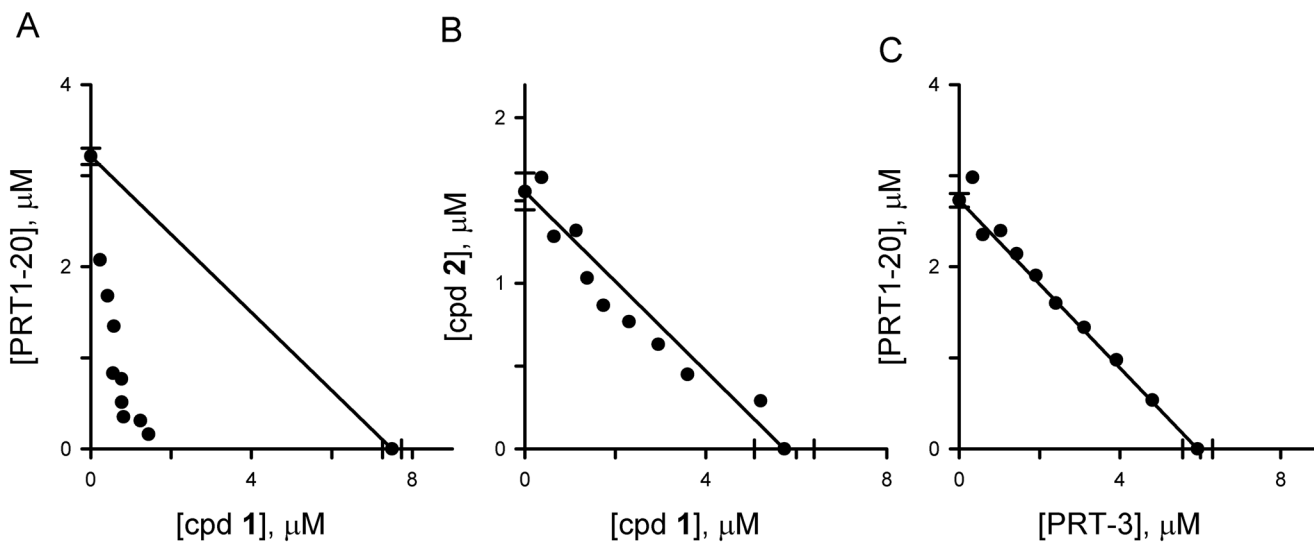 A
4
2
0
[PRT1-20], μM
0
4
8
[cpd 1], μM
B
2
1
0
[cpd 2], μM
0
4
8
[cpd 1], μM
C
4
2
0
[PRT1-20], μM
0
4
8
[PRT-3], μM